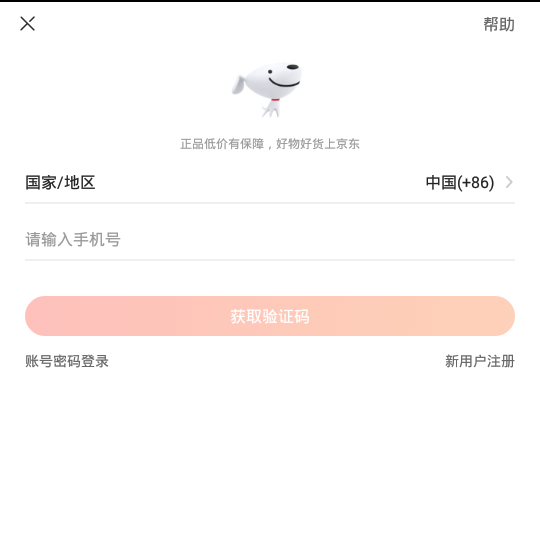 帮助
正品低价有保障，好物好货上京东
国家/地区 中国(+86)
请输入手机号
获取验证码
账号密码登录 新用户注册